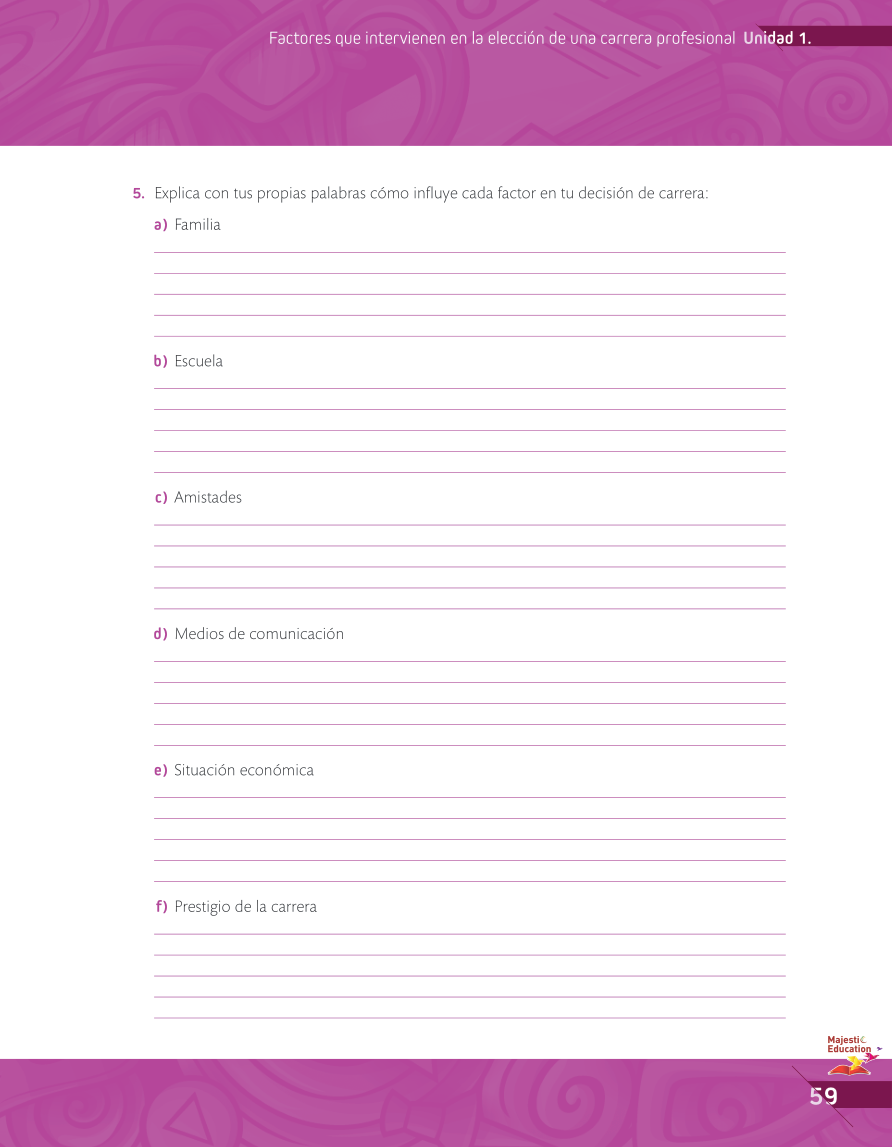 Factores que intervienen en la elección de una carrera profesional Unidad 1.
5. Explica con tus propias palabras cómo influye cada factor en tu decisión de carrera:
a) Familia
b) Escuela
c) Amistades
d) Medios de comunicación
e) Situación económica
f) Prestigio de la carrera
Majestic
Education
59